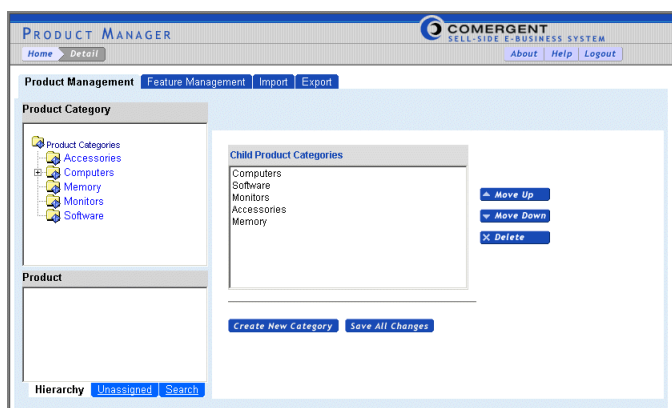 PRODUCT MANAGER
COMERGENT
SELL-SIDE E-BUSINESS SYSTEM
Home Detail
About Help Logout
Product Management Feature Management Import Export
Product Category
Product Categories
Accessories
Computers
Memory
Monitors
Software
Child Product Categories
Computers
Software
Monitors
Accessories
Memory
Move Up
Move Down
Delete
Product
Create New Category Save All Changes
Hierarchy Unassigned Search